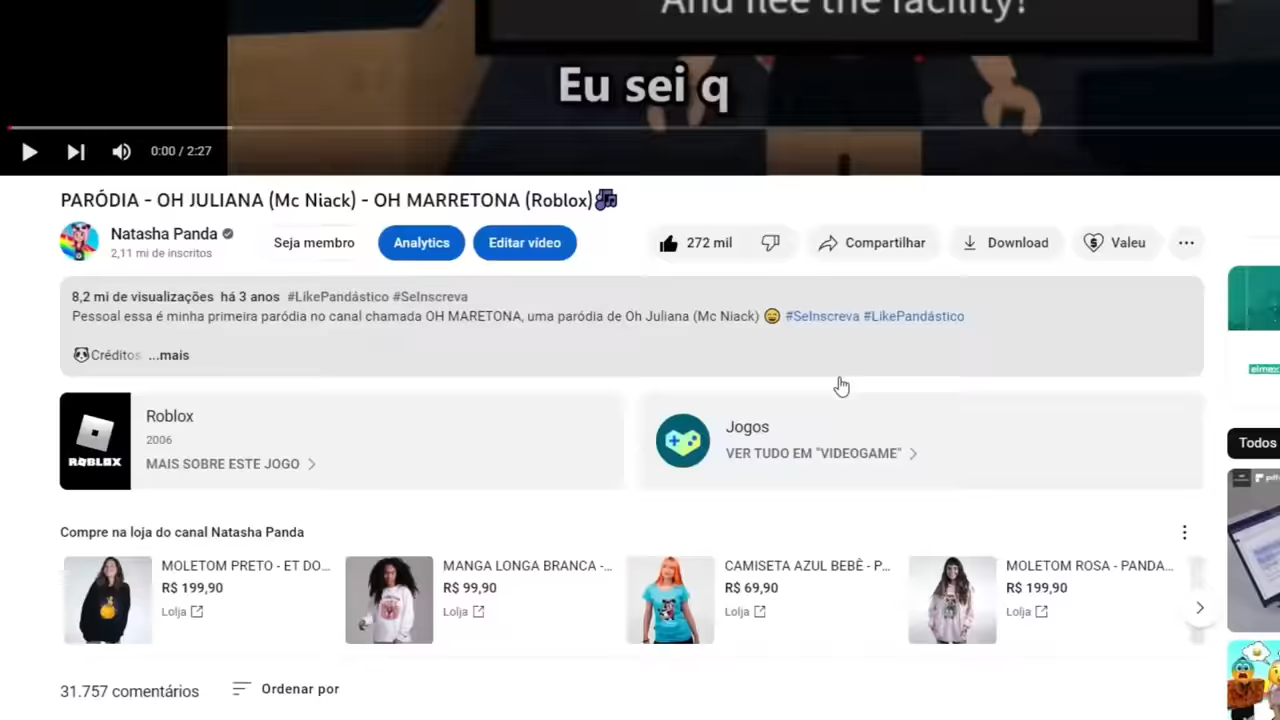 And flee the facility!
Eu sei q
0:00 / 2:27
PARÓDIA - OH JULIANA (Mc Niack) - OH MARRETONA (Roblox)
Natasha Panda
2,11 mi de inscritos
Seja membro
Analytics
Editar vídeo
272 mil
Compartilhar
Download
Valeu
8,2 mi de visualizações há 3 anos #LikePandástico #SeInscreva
Pessoal essa é minha primeira paródia no canal chamada OH MARETONA, uma paródia de Oh Juliana (Mc Niack) 😄 #SeInscreva #LikePandástico
🐼Créditos ...mais
ROBLOX
Roblox
2006
MAIS SOBRE ESTE JOGO
Jogos
VER TUDO EM "VIDEOGAME"
Todos
Compre na loja do canal Natasha Panda
MOLETOM PRETO - ET DO...
R$ 199,90
Lolja
MANGA LONGA BRANCA -...
R$ 99,90
Lolja
CAMISETA AZUL BEBÊ - P...
R$ 69,90
Lolja
MOLETOM ROSA - PANDA...
R$ 199,90
Lolja
31.757 comentários
Ordenar por